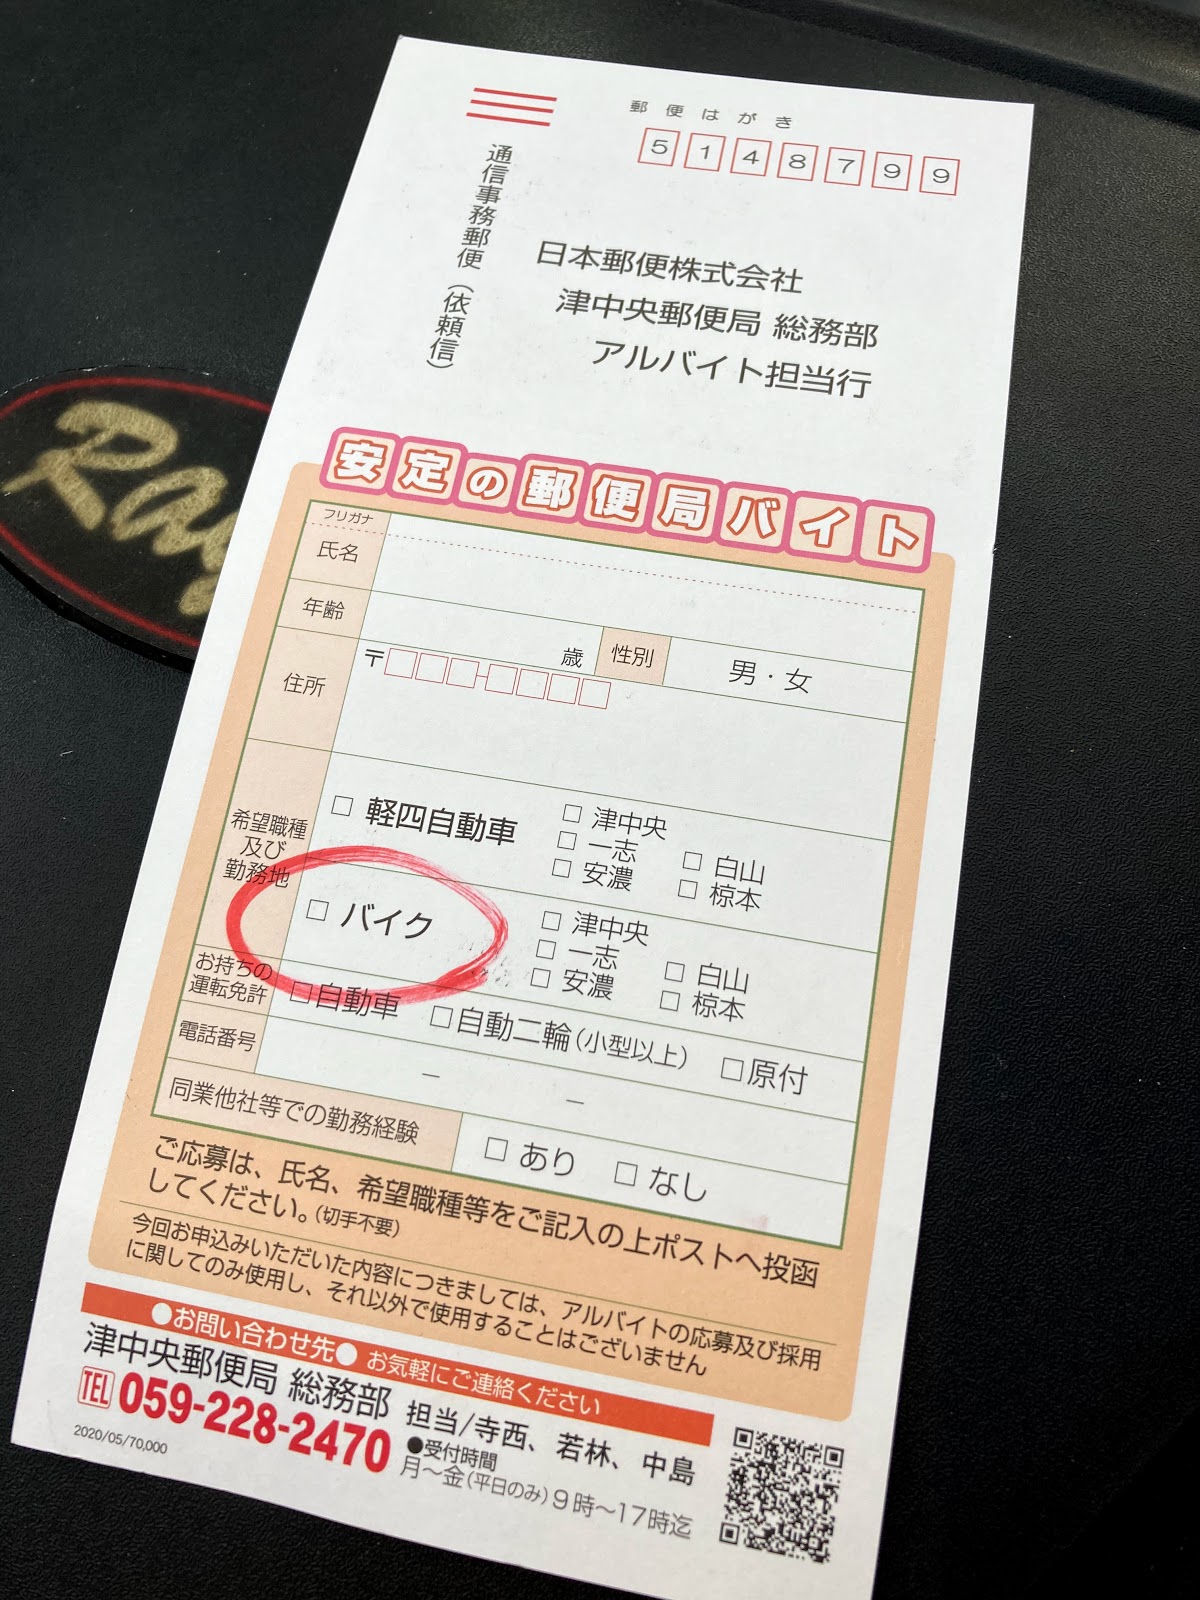 郵便はがき
5148799
通信事務郵便（依頼信）
日本郵便株式会社
津中央郵便局 総務部
アルバイト担当行
Ray
安定の郵便局バイト
フリガナ
氏名
年齢
歳
性別
男・女
住所
〒
希望職種
及び
勤務地
□ 軽四自動車
□ 津中央
□ 一志
□ 安濃
□ 白山
□ 椋本
□ バイク
□ 津中央
□ 一志
□ 安濃
□ 白山
□ 椋本
お持ちの
運転免許
□自動車 □自動二輪（小型以上） □原付
電話番号
－ －
同業他社等での勤務経験
□ あり □ なし
ご応募は、氏名、希望職種等をご記入の上ポストへ投函
してください。（切手不要）
今回お申込みいただいた内容につきましては、アルバイトの応募及び採用
に関してのみ使用し、それ以外で使用することはございません
●お問い合わせ先● お気軽にご連絡ください
津中央郵便局 総務部
担当/寺西、若林、中島
TEL 059-228-2470
●受付時間
月～金（平日のみ）9時～17時迄
2020/05/70,000